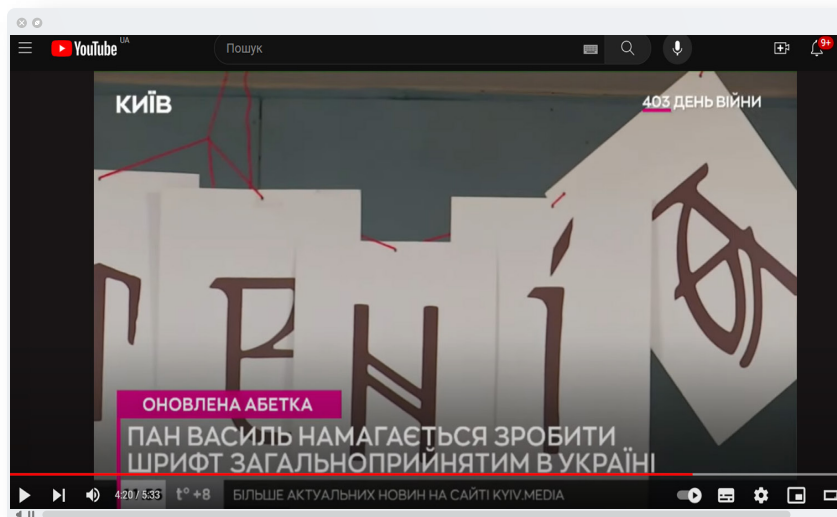 YouTube UA
Пошук
9+
КИЇВ
403 ДЕНЬ ВІЙНИ
ОНОВЛЕНА АБЕТКА
ПАН ВАСИЛЬ НАМАГАЄТЬСЯ ЗРОБИТИ
ШРИФТ ЗАГАЛЬНОПРИЙНЯТИМ В УКРАЇНІ
4:20 / 5:33
t° +8 БІЛЬШЕ АКТУАЛЬНИХ НОВИН НА САЙТІ KYIV.MEDIA